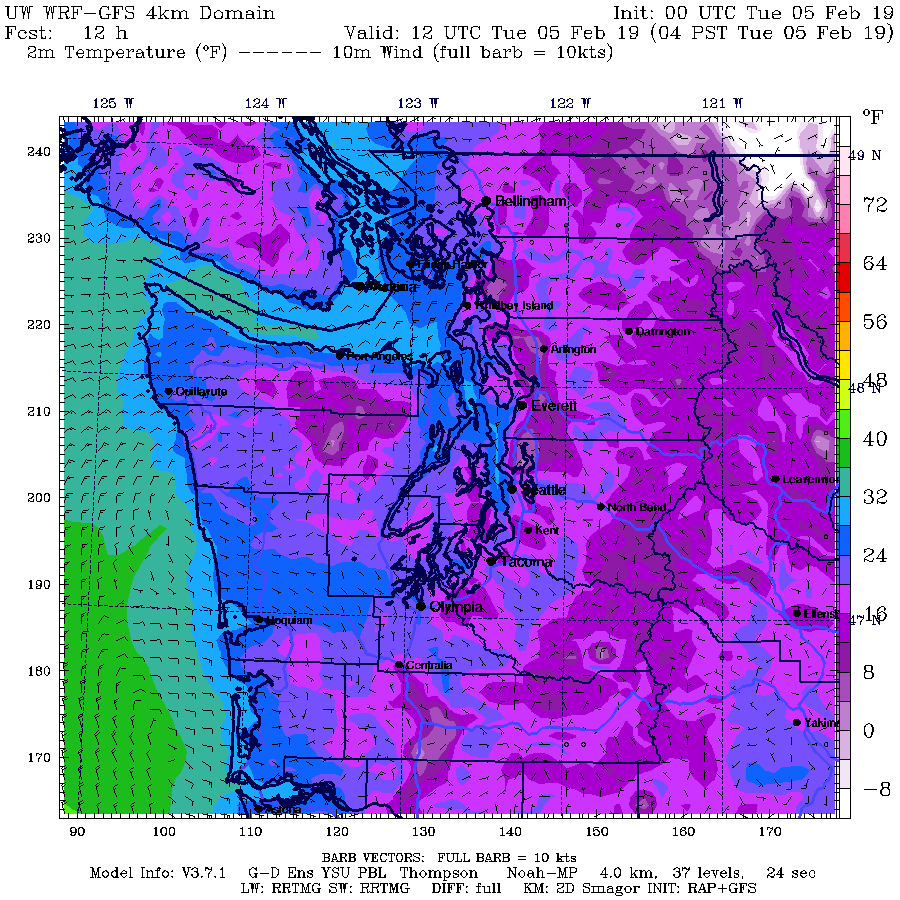 UW WRF-GFS 4km Domain Init: 00 UTC Tue 05 Feb 19
Fcst: 12 h Valid: 12 UTC Tue 05 Feb 19 (04 PST Tue 05 Feb 19)
2m Temperature (°F) ------- 10m Wind (full barb = 10kts)
125 W 124 W 123 W 122 W 121 W
°F
240
49 N
Bellingham
72
230
64
Whidbey Island
220
56
Darrington
Arlington
Port Angeles
48
48 N
Quillayute
210
Everett
40
Leavenwor
200
32
Seattle
North Bend
Kent
24
Tacoma
190
Olympia
16
Ellens
Hoquiam
47 N
180
Centralia
8
Yakima
0
170
-8
Astoria
90 100 110 120 130 140 150 160 170
BARB VECTORS: FULL BARB = 10 kts
Model Info: V3.7.1 G-D Ens YSU PBL Thompson Noah-MP 4.0 km, 37 levels, 24 sec
LW: RRTMG SW: RRTMG DIFF: full KM: 2D Smagor INIT: RAP+GFS